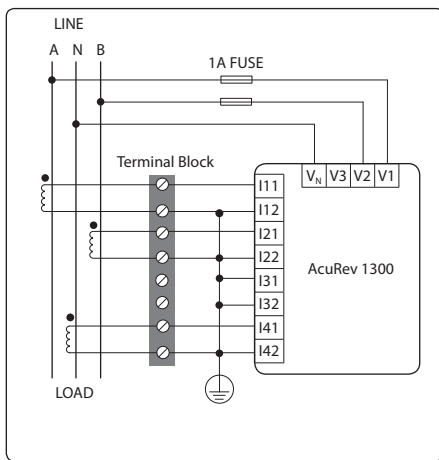 LINE
A N B
1A FUSE
Terminal Block
V_N V3 V2 V1
I11
I12
I21
I22
I31
I32
I41
I42
AcuRev 1300
LOAD